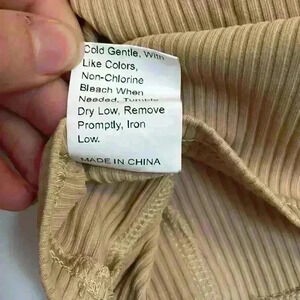 Cold Gentle, With
Like Colors,
Non-Chlorine
Bleach When
Needed, Tumble
Dry Low, Remove
Promptly, Iron
Low.
MADE IN CHINA